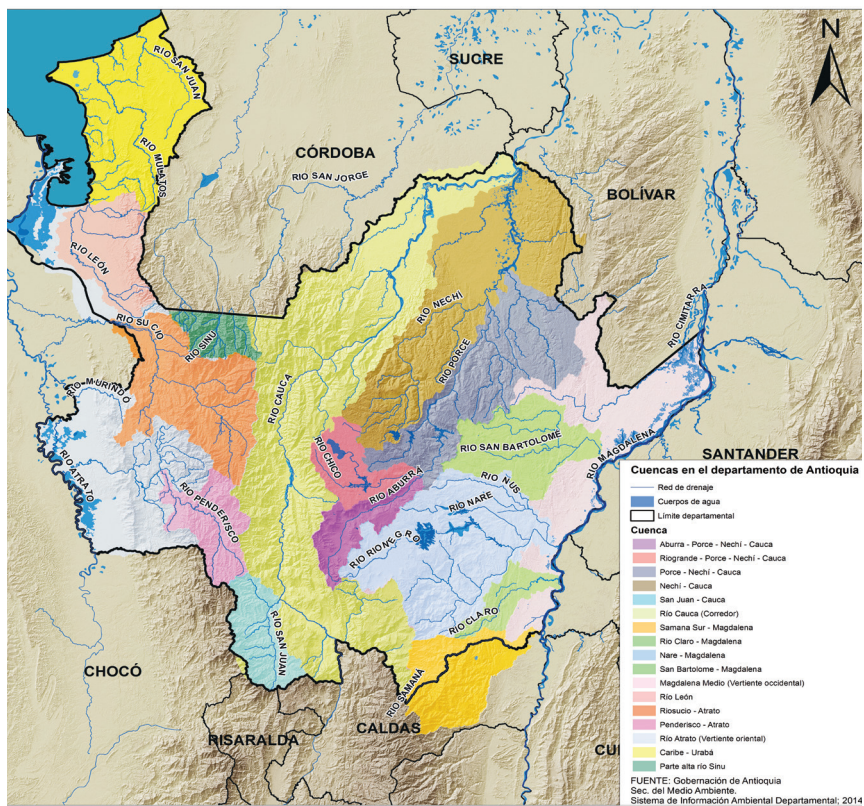 N
SUCRE
RIO SAN JUAN
CÓRDOBA
RIO MULATOS
RIO SAN JORGE
BOLÍVAR
RIO LEÓN
RIO CIMITARRA
RIO NECHÍ
RIO SUCIO
RIO SINU
RIO PORCE
RIO CAUCA
RIO MURINDÓ
RIO CHICO
RIO SAN BARTOLOME
RIO MAGDALENA
SANTANDER
RIO ATRATO
RIO ABURRA
RIO NUS
RIO PENDERISCO
RIO NARE
RIO RIONEGRO
RIO CLARO
RIO SAN JUAN
CHOCÓ
RIO SAMANÁ
CALDAS
RISARALDA
CU
Cuencas en el departamento de Antioquia
Red de drenaje
Cuerpos de agua
Límite departamental
Cuenca
Aburra - Porce - Nechí - Cauca
Riogrande - Porce - Nechí - Cauca
Porce - Nechí - Cauca
Nechí - Cauca
San Juan - Cauca
Río Cauca (Corredor)
Samana Sur - Magdalena
Rio Claro - Magdalena
Nare - Magdalena
San Bartolome - Magdalena
Magdalena Medio (Vertiente occidental)
Río León
Riosucio - Atrato
Penderisco - Atrato
Río Atrato (Vertiente oriental)
Caribe - Urabá
Parte alta río Sinu
FUENTE: Gobernación de Antioquia
Sec. del Medio Ambiente.
Sistema de Información Ambiental Departamental; 2014